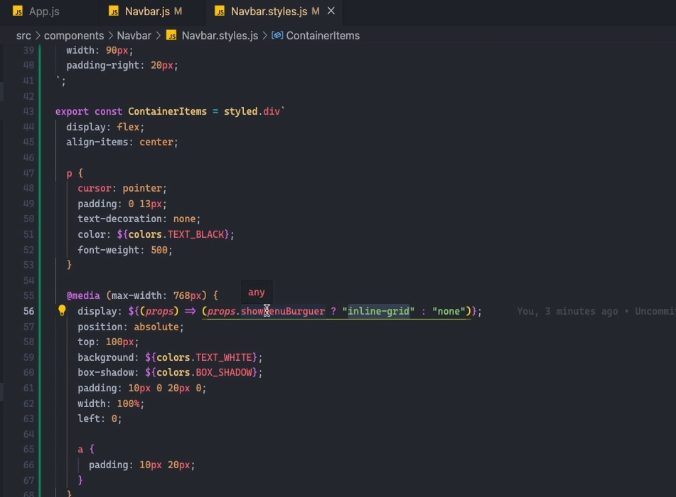 App.js
Navbar.js M
Navbar.styles.js M ×
src > components > Navbar > Navbar.styles.js > ContainerItems
39 width: 90px;
40 padding-right: 20px;
41 `;
42
43 export const ContainerItems = styled.div`
44 display: flex;
45 align-items: center;
46
47 p {
48 cursor: pointer;
49 padding: 0 13px;
50 text-decoration: none;
51 color: ${colors.TEXT_BLACK};
52 font-weight: 500;
53 }
54
any
55 @media (max-width: 768px) {
56 display: ${(props) => (props.showMenuBurguer ? "inline-grid" : "none")}; You, 3 minutes ago • Uncommi
57 position: absolute;
58 top: 100px;
59 background: ${colors.TEXT_WHITE};
60 box-shadow: ${colors.BOX_SHADOW};
61 padding: 10px 0 20px 0;
62 width: 100%;
63 left: 0;
64
65 a {
66 padding: 10px 20px;
67 }
68 }